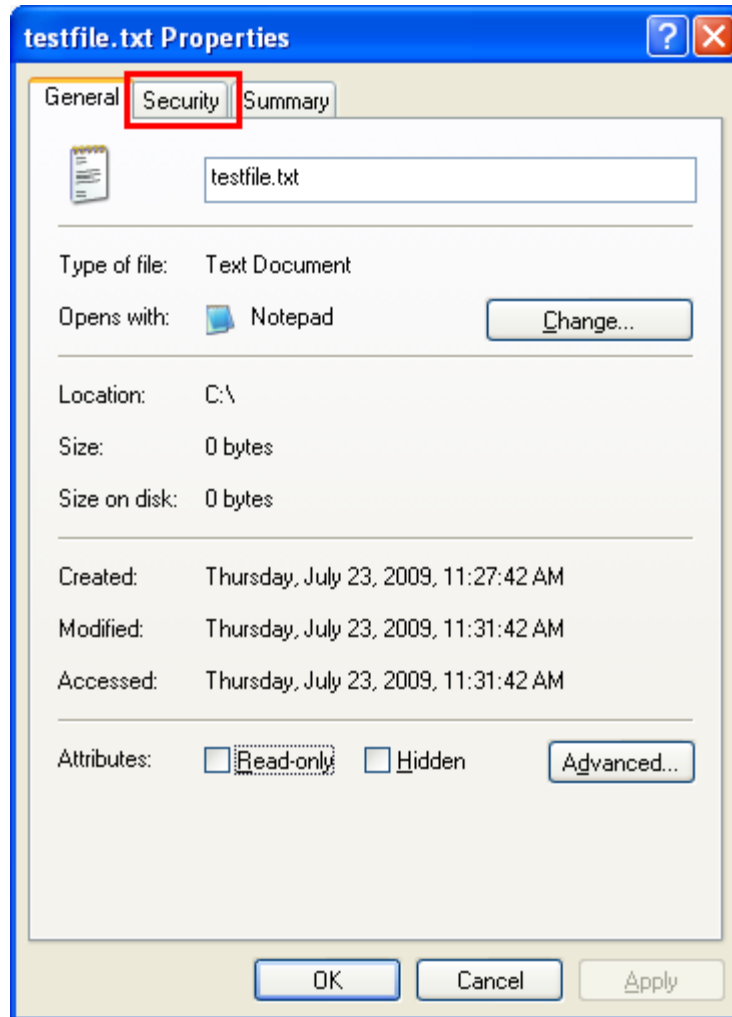 testfile.txt Properties
General Security Summary
testfile.txt
Type of file: Text Document
Opens with: Notepad Change...
Location: C:\
Size: 0 bytes
Size on disk: 0 bytes
Created: Thursday, July 23, 2009, 11:27:42 AM
Modified: Thursday, July 23, 2009, 11:31:42 AM
Accessed: Thursday, July 23, 2009, 11:31:42 AM
Attributes: Read-only Hidden Advanced...
OK Cancel Apply